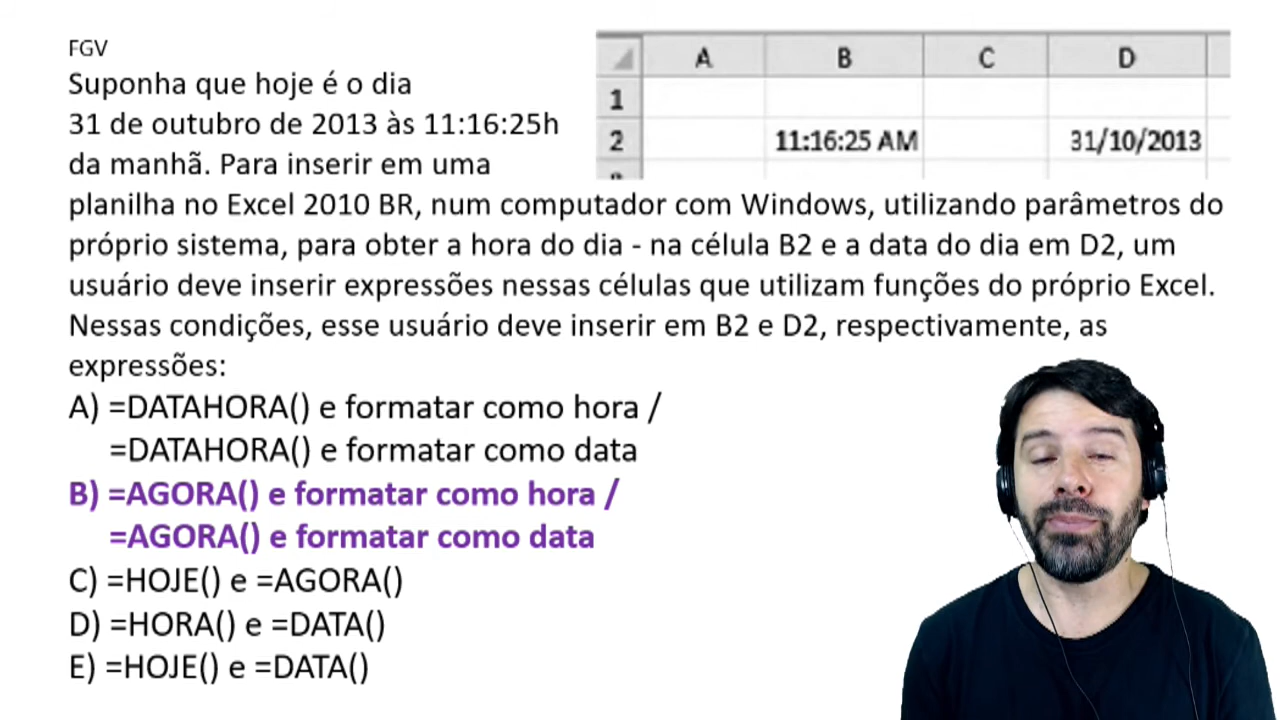 FGV
Suponha que hoje é o dia
31 de outubro de 2013 às 11:16:25h
da manhã. Para inserir em uma
A B C D
1
2 11:16:25 AM 31/10/2013
planilha no Excel 2010 BR, num computador com Windows, utilizando parâmetros do
próprio sistema, para obter a hora do dia - na célula B2 e a data do dia em D2, um
usuário deve inserir expressões nessas células que utilizam funções do próprio Excel.
Nessas condições, esse usuário deve inserir em B2 e D2, respectivamente, as
expressões:
A) =DATAHORA() e formatar como hora /
=DATAHORA() e formatar como data
B) =AGORA() e formatar como hora /
=AGORA() e formatar como data
C) =HOJE() e =AGORA()
D) =HORA() e =DATA()
E) =HOJE() e =DATA()